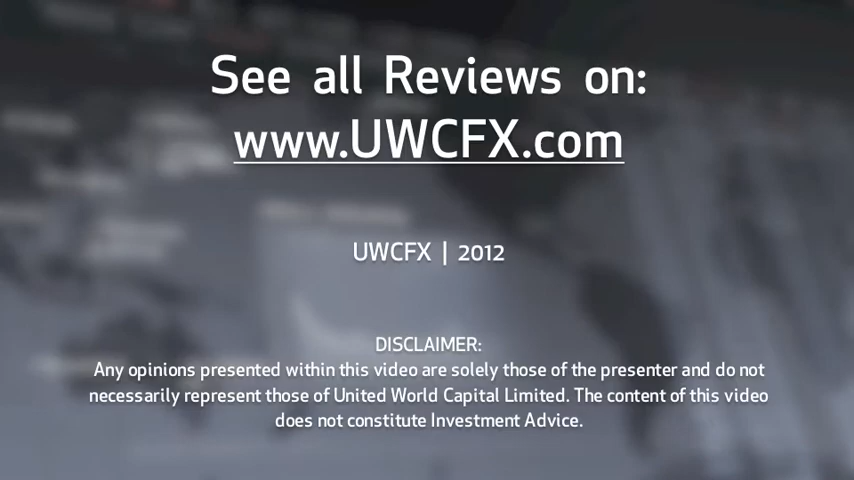 See all Reviews on:
www.UWCFX.com
UWCFX | 2012
DISCLAIMER:
Any opinions presented within this video are solely those of the presenter and do not
necessarily represent those of United World Capital Limited. The content of this video
does not constitute Investment Advice.